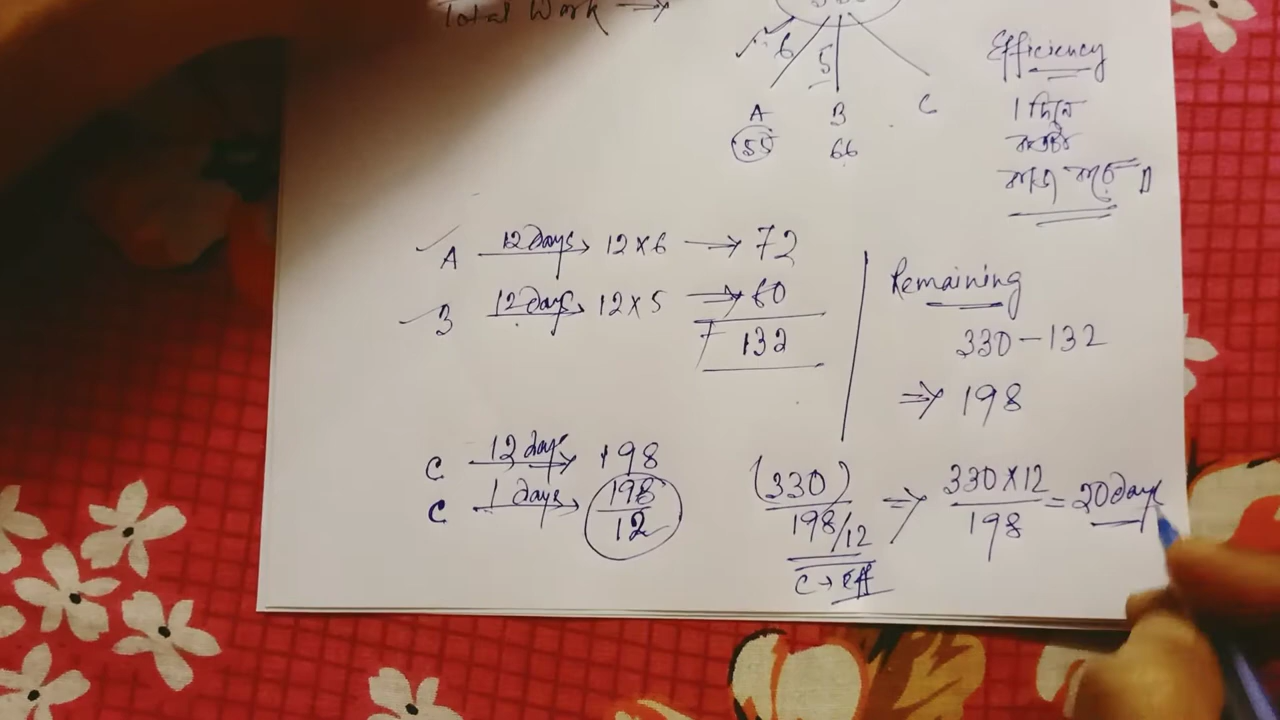 Total Work →
6 5
A B C
55 66
Efficiency
1 দিনে
কতটা
কাজ করে
A 12 days → 12 × 6 → 72
B 12 days → 12 × 5 ⇒ 60
132
Remaining
330 - 132
⇒ 198
C 12 days → 198
C 1 days → 198/12
(330)/198/12 ⇒ 330 × 12/198 = 20 days
C → Eff